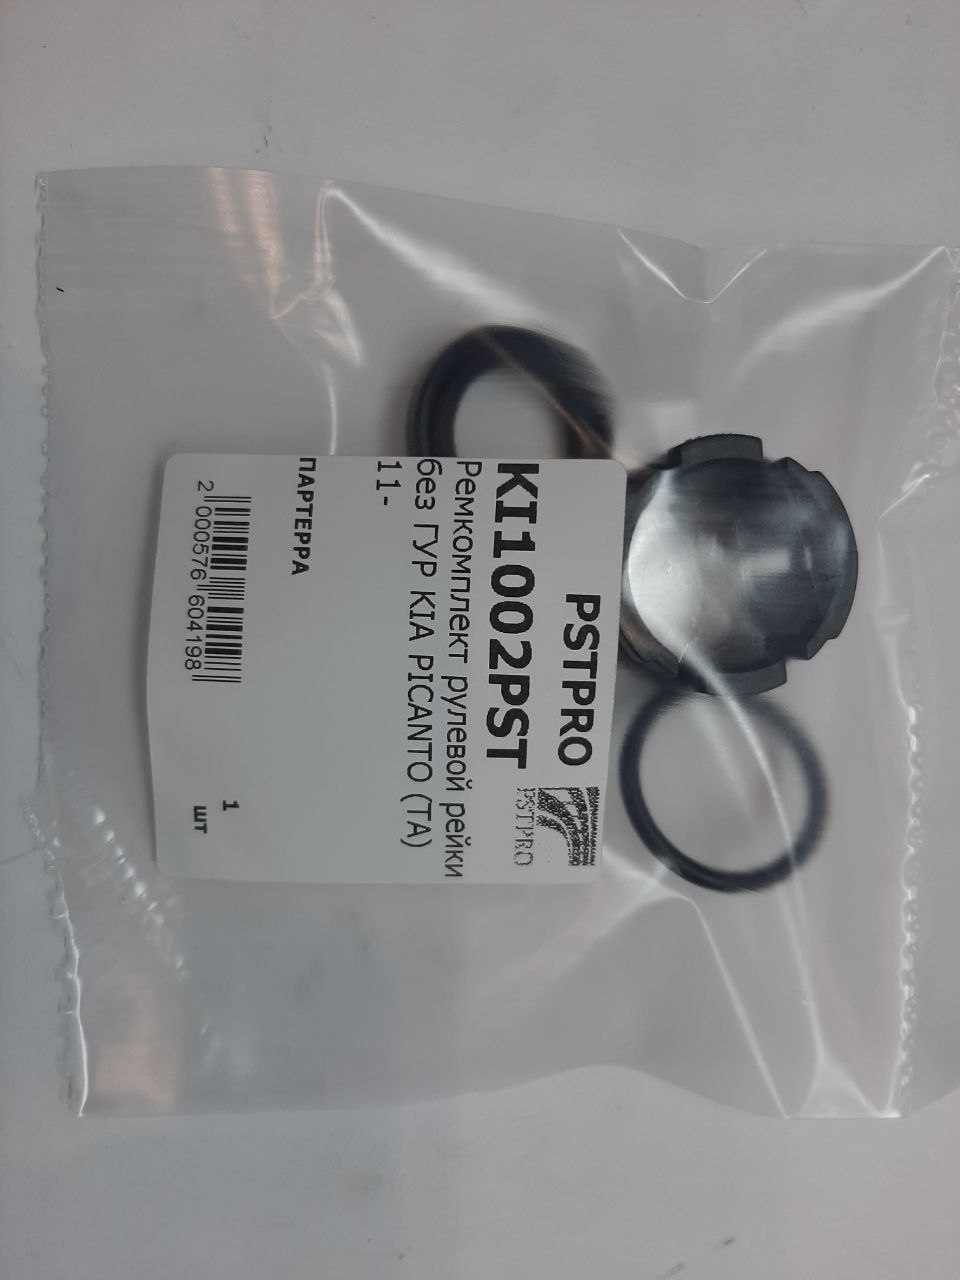 PSTPRO
PSTPRO
KI1002PST
Ремкомплект рулевой рейки
без ГУР KIA PICANTO (TA)
11-
ПАРТЕРРА
1
шт
2 000576 604198